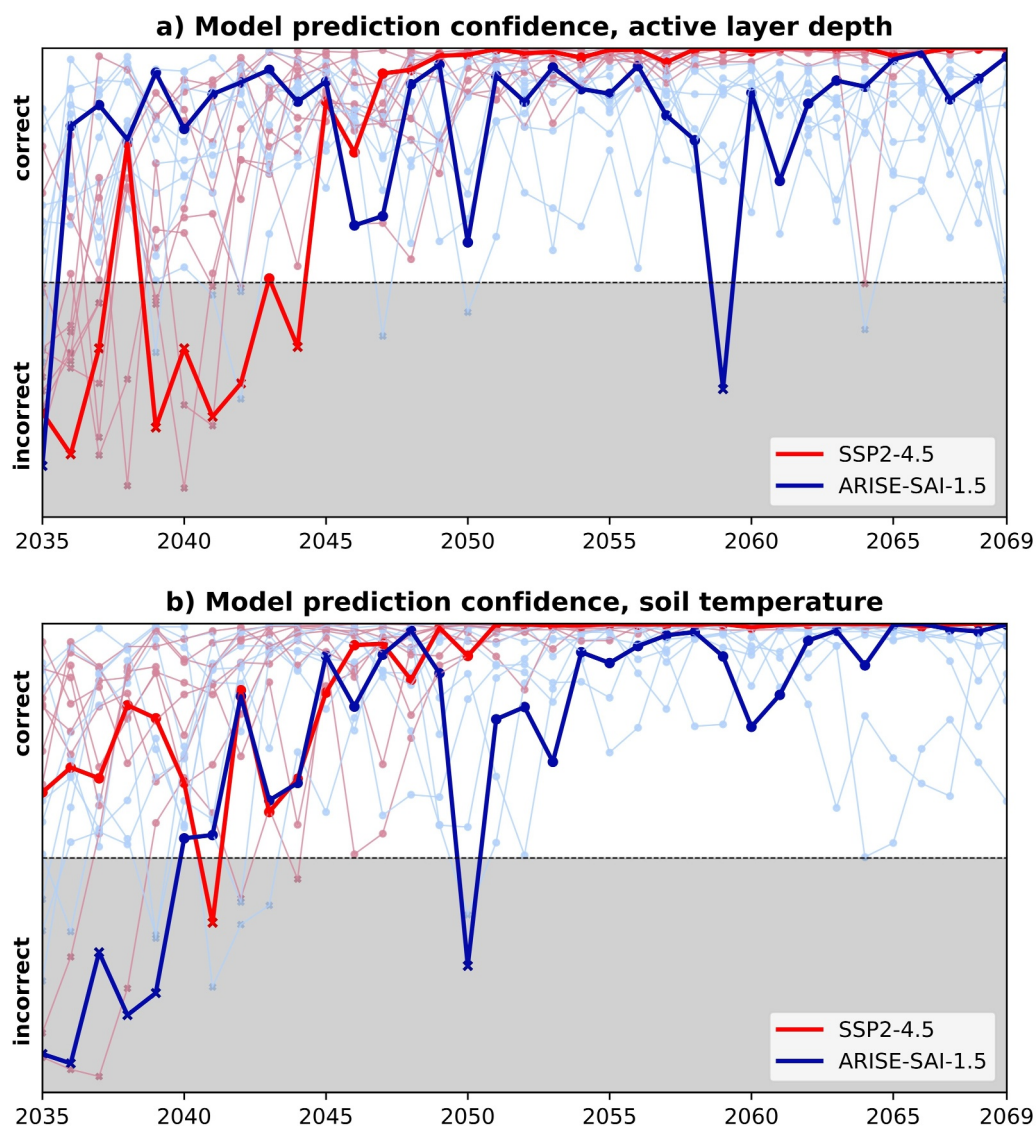 a) Model prediction confidence, active layer depth
correct
incorrect
SSP2-4.5
ARISE-SAI-1.5
2035 2040 2045 2050 2055 2060 2065 2069
b) Model prediction confidence, soil temperature
correct
incorrect
SSP2-4.5
ARISE-SAI-1.5
2035 2040 2045 2050 2055 2060 2065 2069